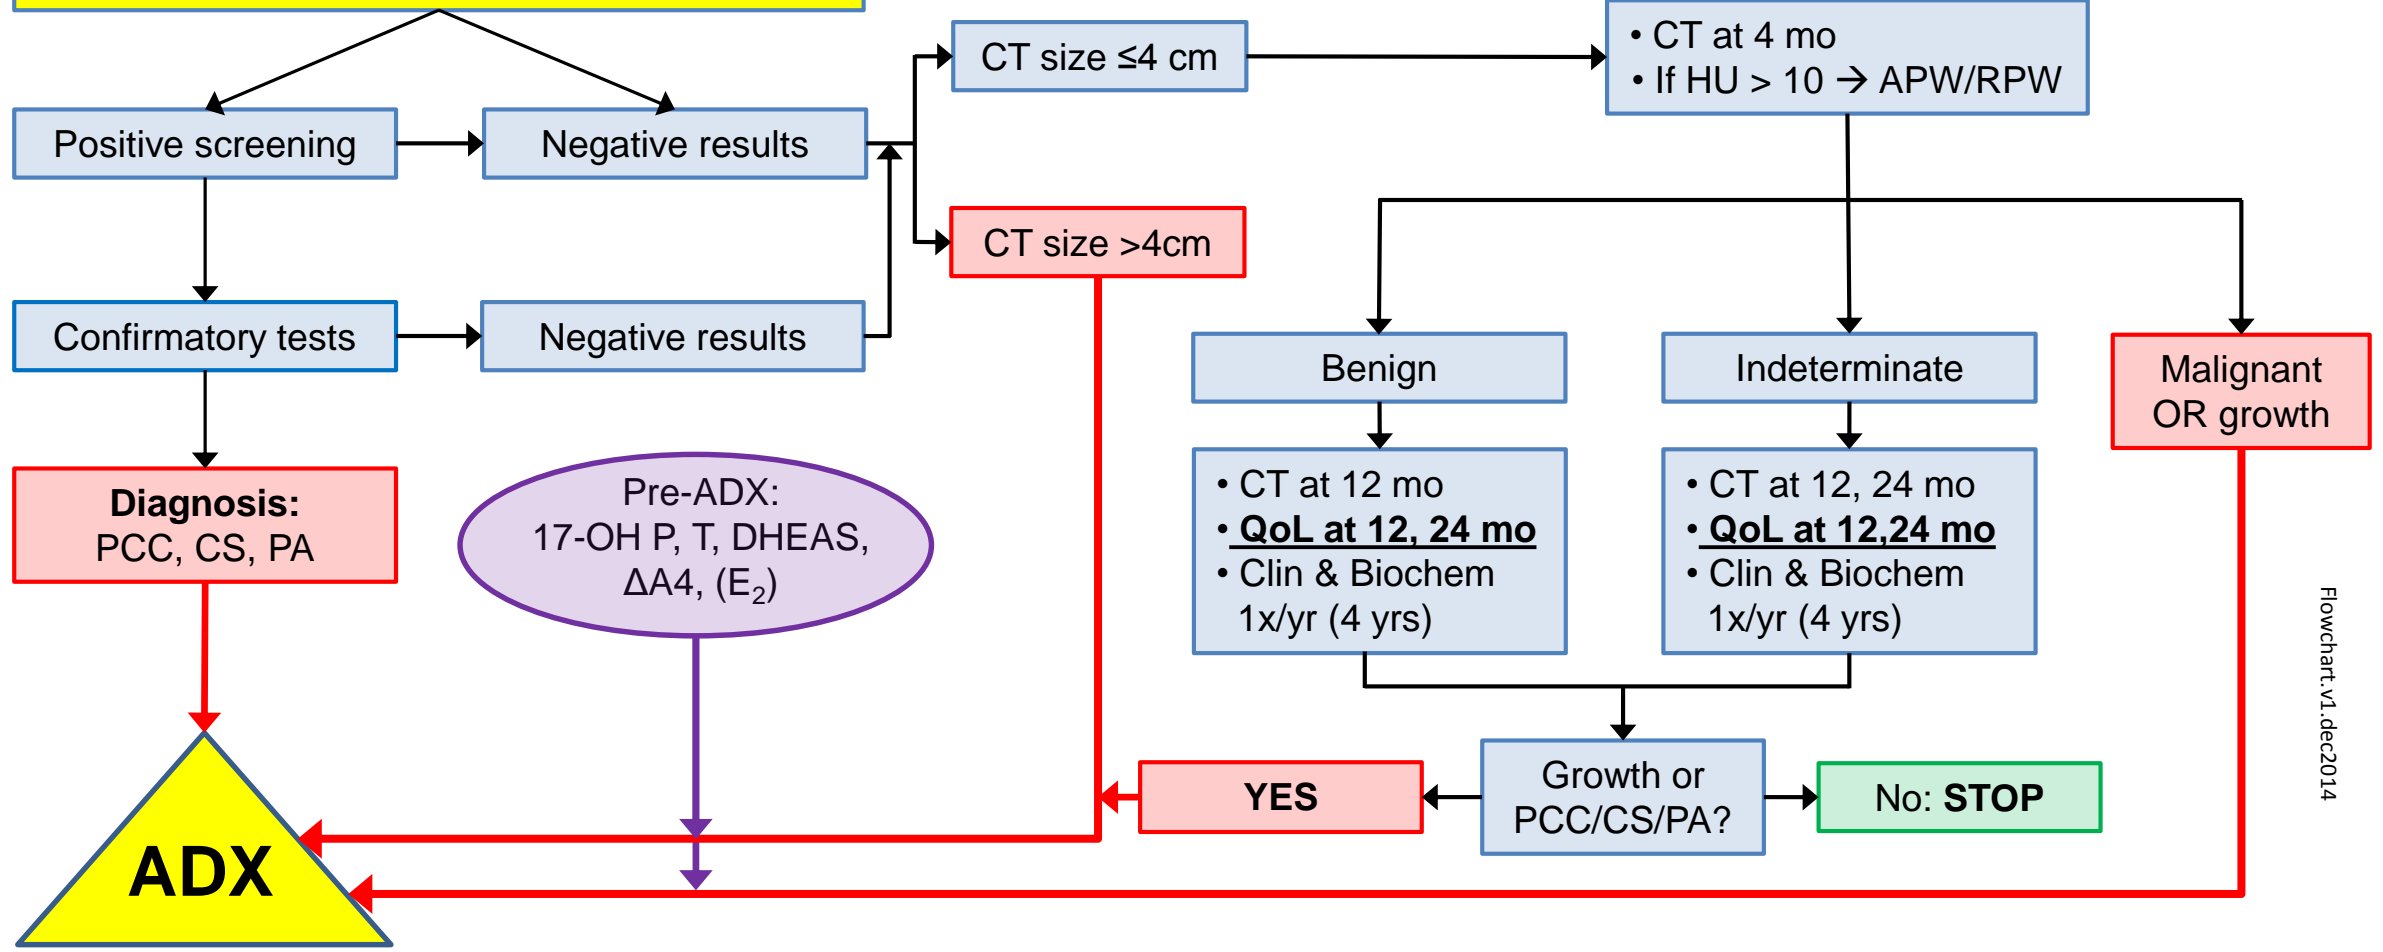 CT size ≤4 cm
• CT at 4 mo
• If HU > 10 → APW/RPW
Positive screening
Negative results
CT size >4cm
Confirmatory tests
Negative results
Benign
Indeterminate
Malignant
OR growth
Diagnosis:
PCC, CS, PA
Pre-ADX:
17-OH P, T, DHEAS,
ΔA4, (E₂)
• CT at 12 mo
• QoL at 12, 24 mo
• Clin & Biochem
1x/yr (4 yrs)
• CT at 12, 24 mo
• QoL at 12,24 mo
• Clin & Biochem
1x/yr (4 yrs)
Flowchart.v1.dec2014
YES
Growth or
PCC/CS/PA?
No: STOP
ADX